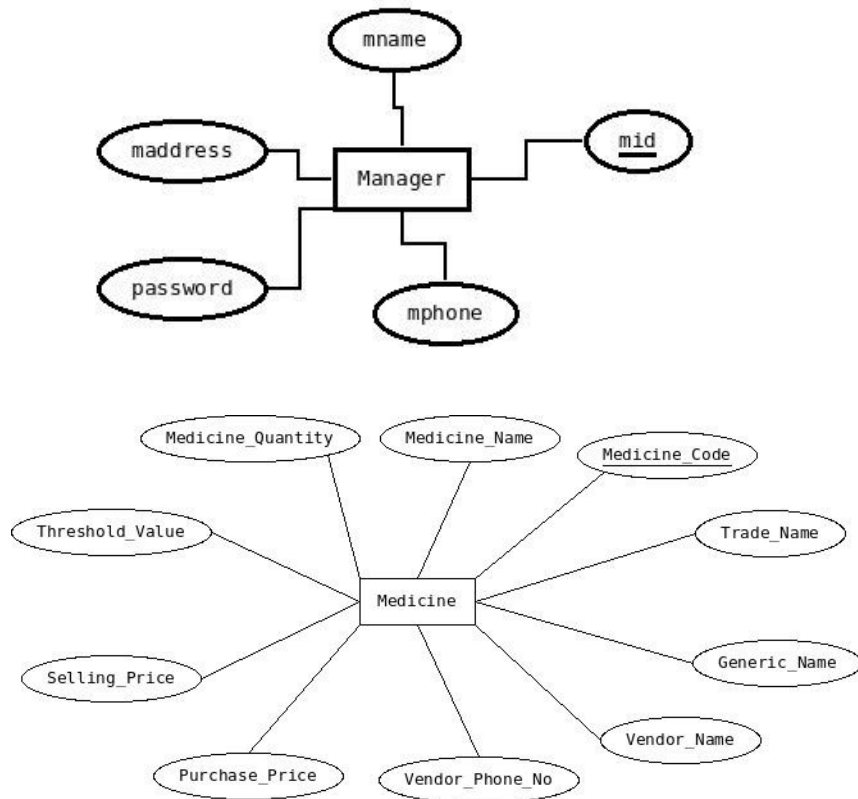 mname
mid
maddress
Manager
password
mphone
Medicine_Quantity
Medicine_Name
Medicine_Code
Threshold_Value
Trade_Name
Medicine
Generic_Name
Selling_Price
Vendor_Name
Purchase_Price
Vendor_Phone_No